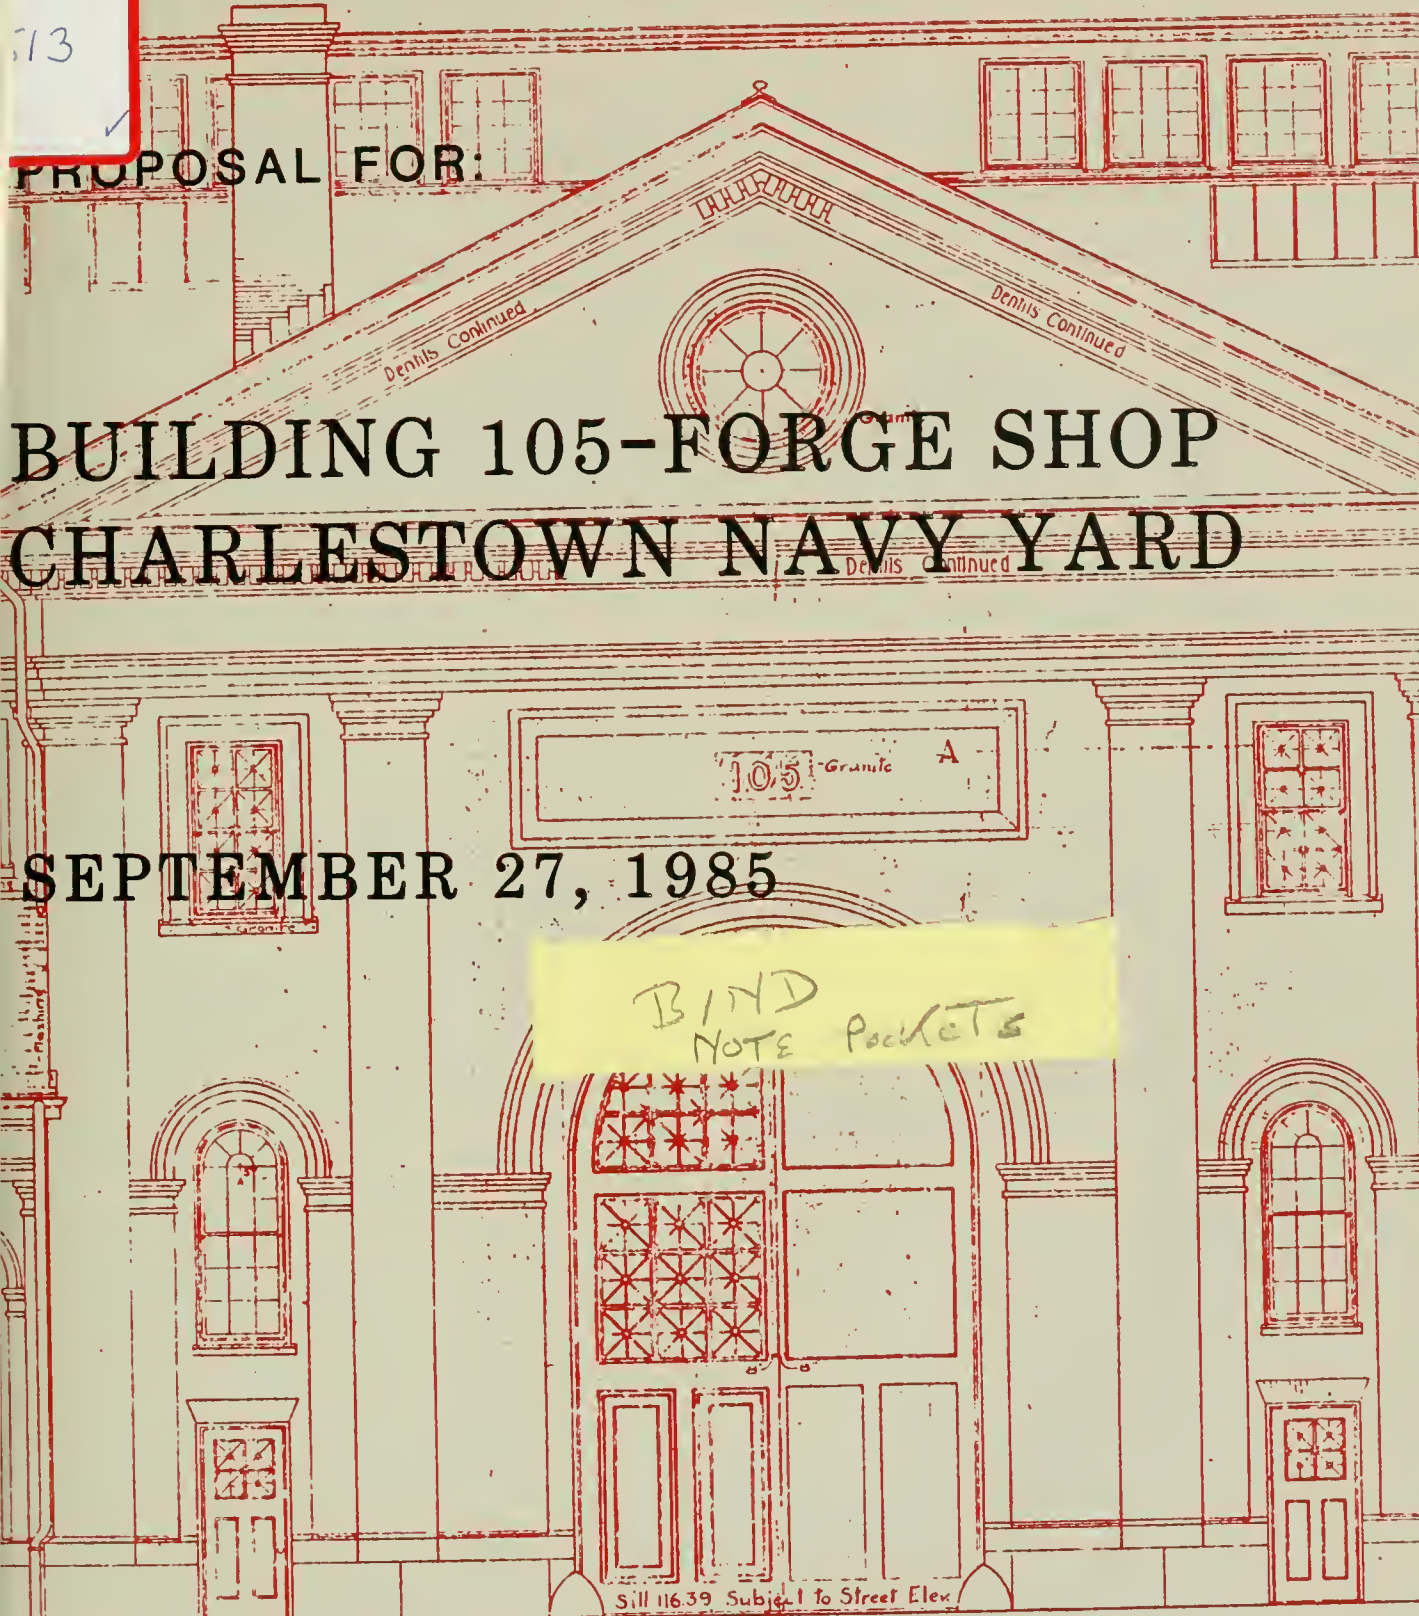 513
PROPOSAL FOR:
Dentils Continued
Dentils Continued
BUILDING 105-FORGE SHOP
CHARLESTOWN NAVY YARD
Dentils Continued
105 -Granite A
SEPTEMBER 27, 1985
BIND
NOTE POCKETS
Flashing
Sill 116.39 Subject to Street Elev.